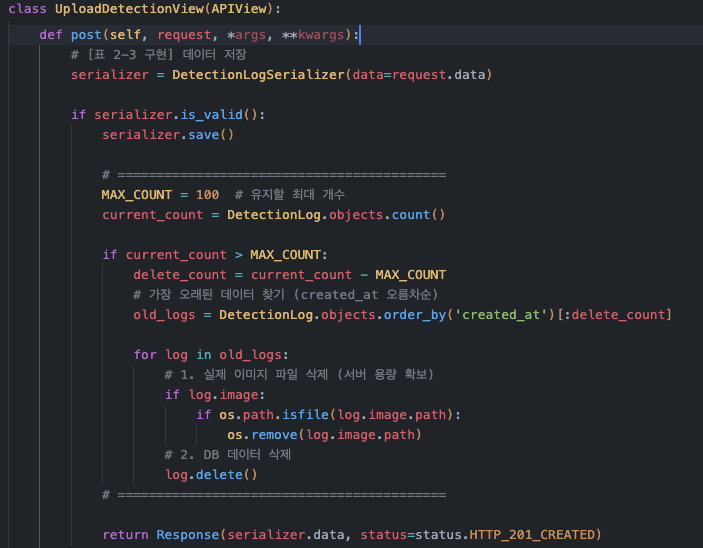 class UploadDetectionView(APIView):
def post(self, request, *args, **kwargs):
# [표 2-3 구현] 데이터 저장
serializer = DetectionLogSerializer(data=request.data)
if serializer.is_valid():
serializer.save()
# ==========================================
MAX_COUNT = 100  # 유지할 최대 개수
current_count = DetectionLog.objects.count()
if current_count > MAX_COUNT:
delete_count = current_count - MAX_COUNT
# 가장 오래된 데이터 찾기 (created_at 오름차순)
old_logs = DetectionLog.objects.order_by('created_at')[:delete_count]
for log in old_logs:
# 1. 실제 이미지 파일 삭제 (서버 용량 확보)
if log.image:
if os.path.isfile(log.image.path):
os.remove(log.image.path)
# 2. DB 데이터 삭제
log.delete()
# ==========================================
return Response(serializer.data, status=status.HTTP_201_CREATED)